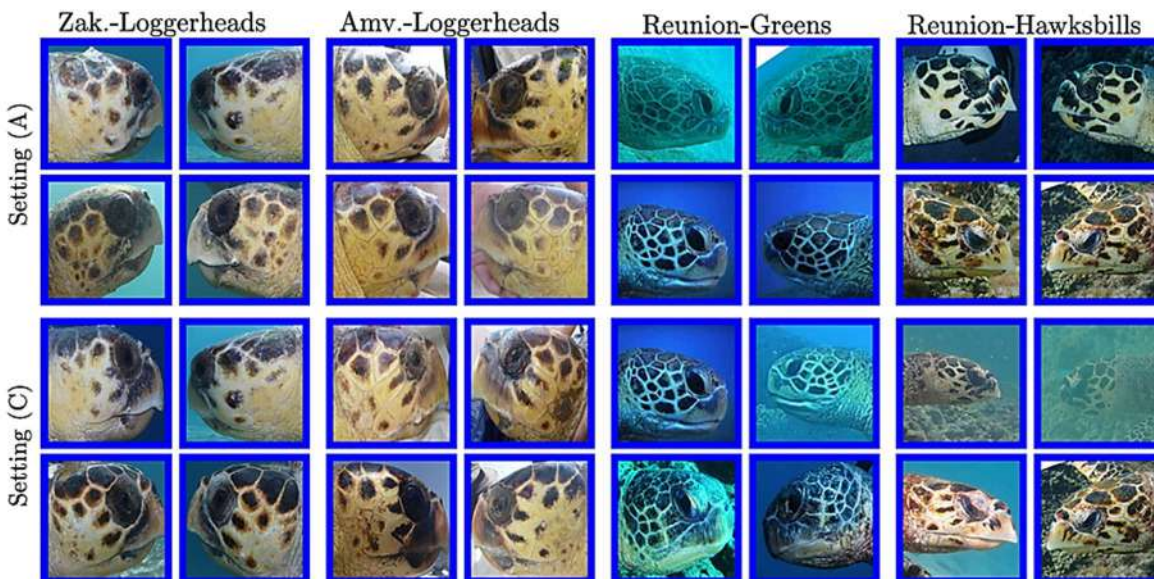 Zak.-Loggerheads Amv.-Loggerheads Reunion-Greens Reunion-Hawksbills
Setting (A)
Setting (C)